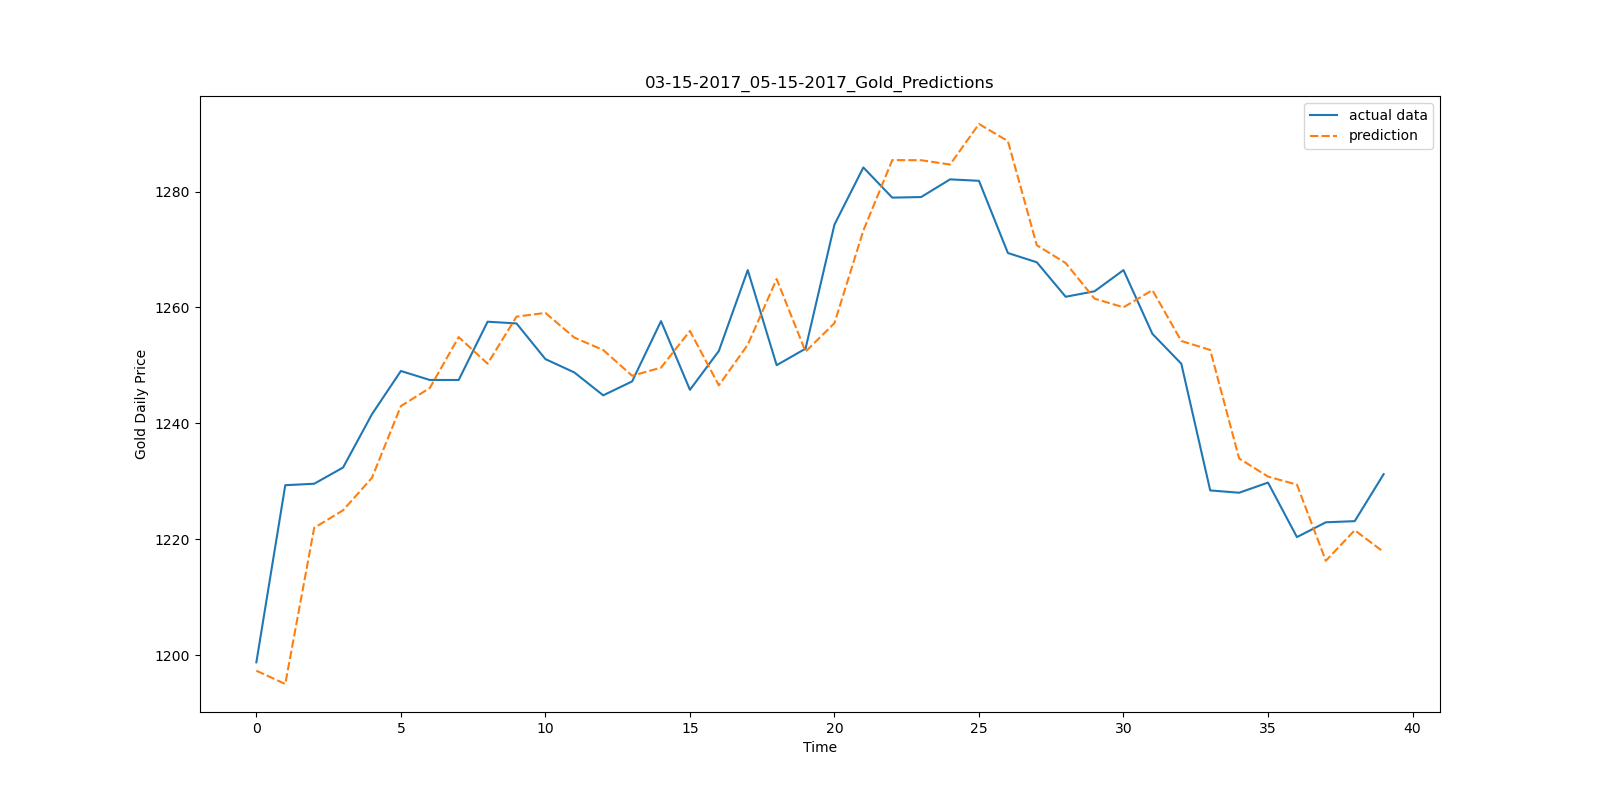 03-15-2017_05-15-2017_Gold_Predictions
actual data
prediction
Gold Daily Price
1280
1260
1240
1220
1200
0 5 10 15 20 25 30 35 40
Time